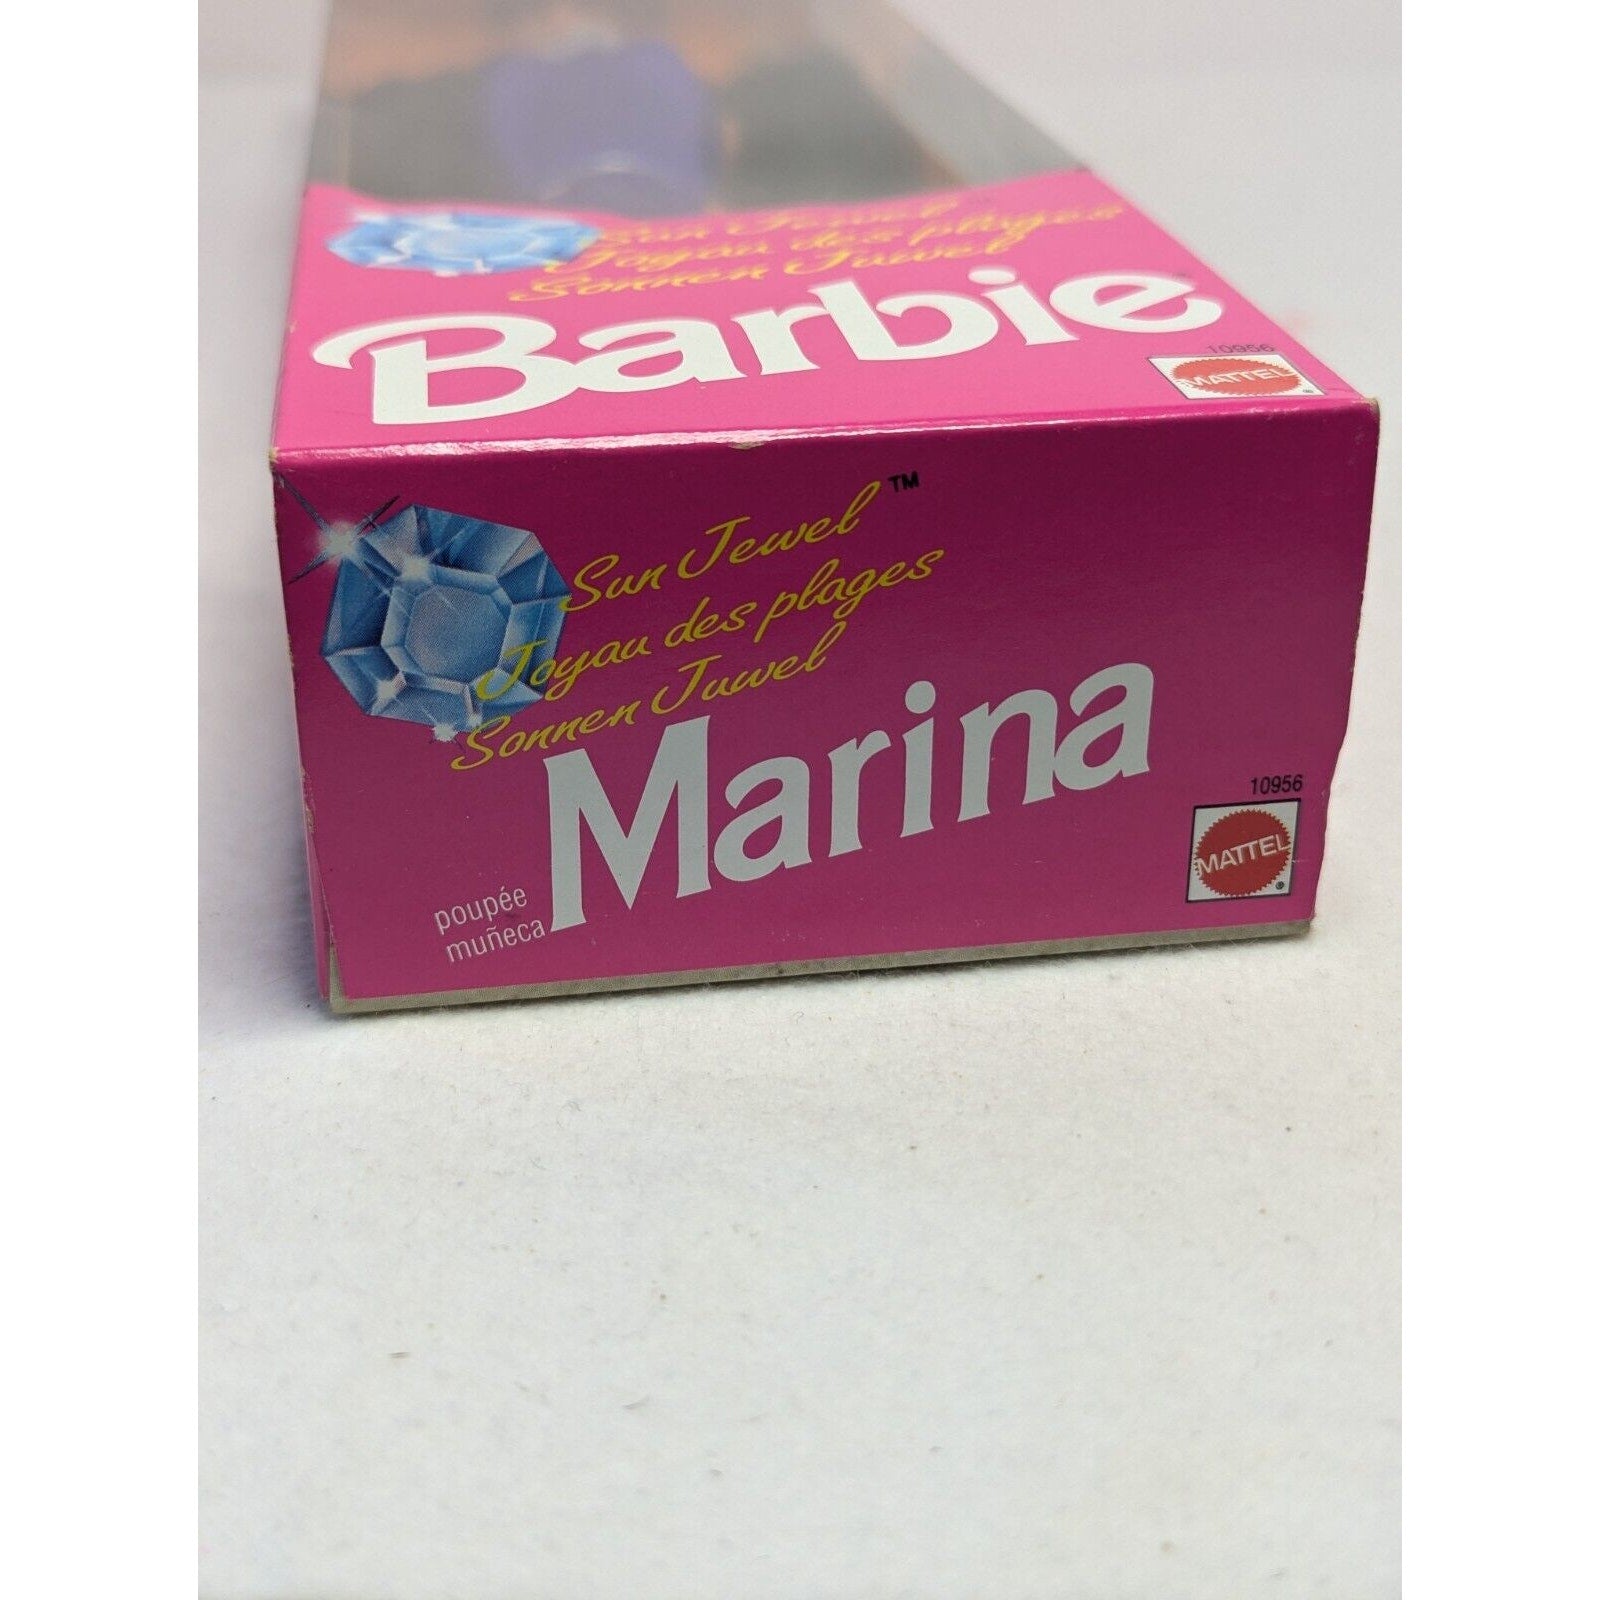 Sun Jewel
Joyau des plages
Sonnen Juwel
Barbie
10956
MATTEL
®
Sun Jewel™
Joyau des plages
Sonnen Juwel
Marina
poupée
muñeca
10956
MATTEL
®